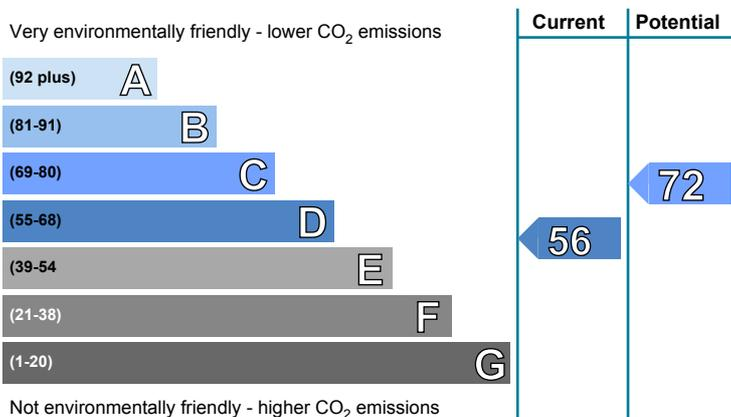 Current Potential
Very environmentally friendly - lower CO2 emissions
(92 plus) A
(81-91) B
(69-80) C
72
(55-68) D
56
(39-54 E
(21-38) F
(1-20) G
Not environmentally friendly - higher CO2 emissions